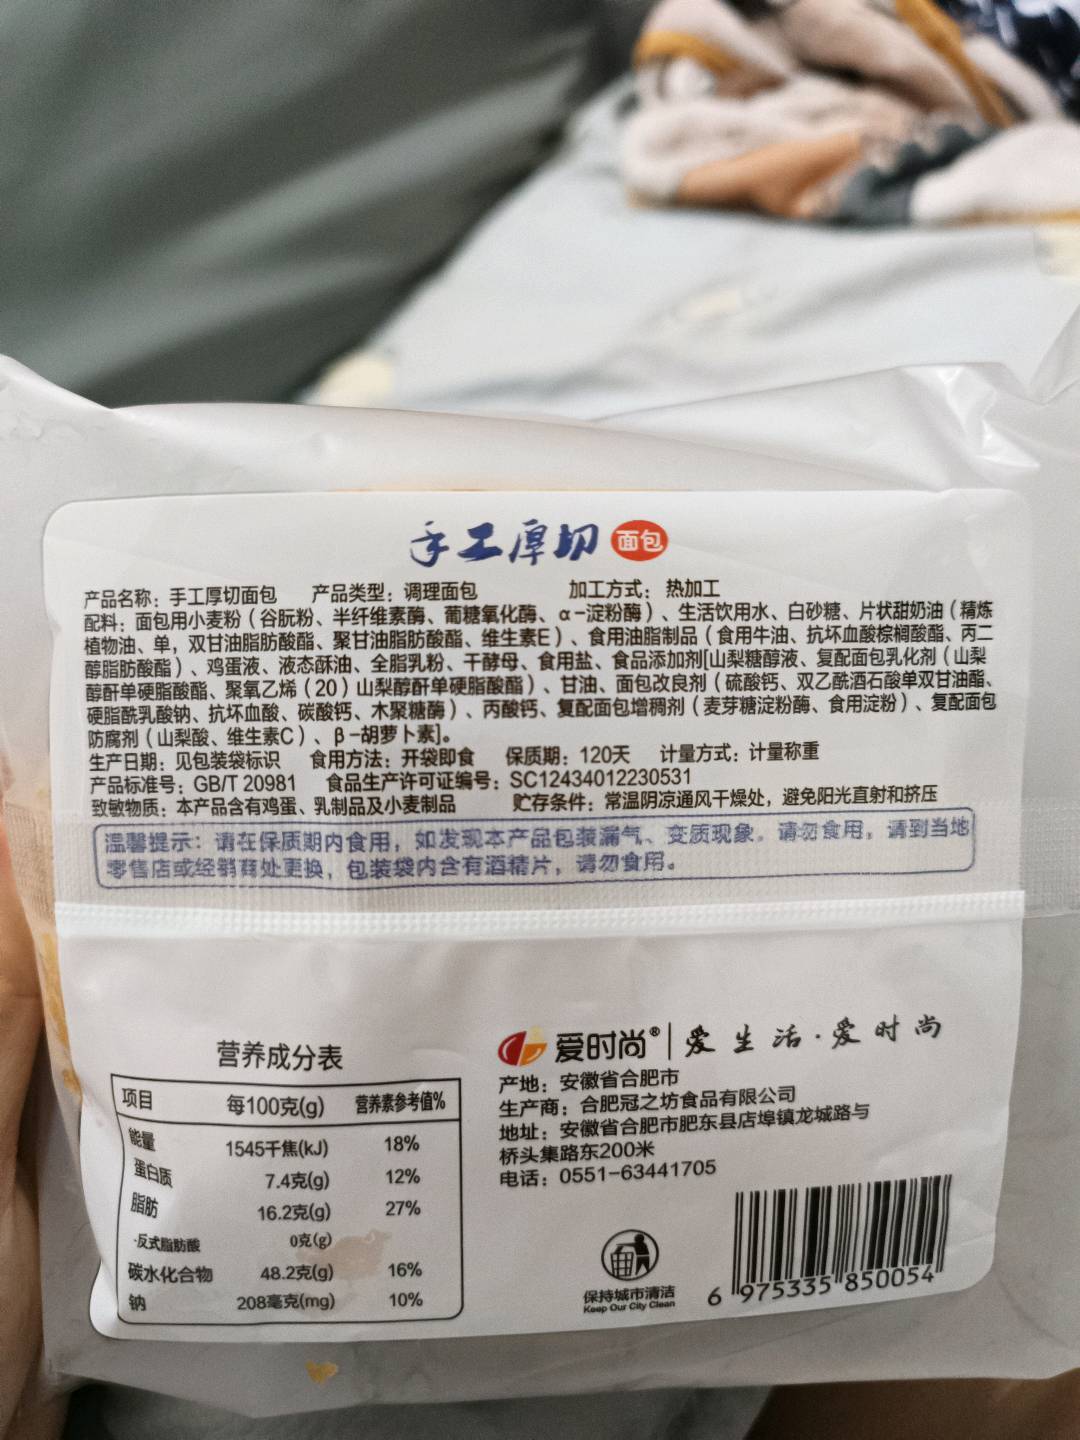 手工厚切 面包
产品名称：手工厚切面包 产品类型：调理面包 加工方式：热加工
配料：面包用小麦粉（谷朊粉、半纤维素酶、葡糖氧化酶、α-淀粉酶）、生活饮用水、白砂糖、片状甜奶油（精炼
植物油、单，双甘油脂肪酸酯、聚甘油脂肪酸酯、维生素E）、食用油脂制品（食用牛油、抗坏血酸棕榈酸酯、丙二
醇脂肪酸酯）、鸡蛋液、液态酥油、全脂乳粉、干酵母、食用盐、食品添加剂[山梨糖醇液、复配面包乳化剂（山梨
醇酐单硬脂酸酯、聚氧乙烯（20）山梨醇酐单硬脂酸酯）、甘油、面包改良剂（硫酸钙、双乙酰酒石酸单双甘油酯、
硬脂酰乳酸钠、抗坏血酸、碳酸钙、木聚糖酶）、丙酸钙、复配面包增稠剂（麦芽糖淀粉酶、食用淀粉）、复配面包
防腐剂（山梨酸、维生素C）、β-胡萝卜素]。
生产日期：见包装袋标识 食用方法：开袋即食 保质期：120天 计量方式：计量称重
产品标准号：GB/T 20981 食品生产许可证编号：SC12434012230531
致敏物质：本产品含有鸡蛋、乳制品及小麦制品 贮存条件：常温阴凉通风干燥处，避免阳光直射和挤压
温馨提示：请在保质期内食用，如发现本产品包装漏气、变质现象。请勿食用，请到当地
零售店或经销商处更换，包装袋内含有酒精片，请勿食用。
营养成分表
项目 每100克(g) 营养素参考值%
能量 1545千焦(kJ) 18%
蛋白质 7.4克(g) 12%
脂肪 16.2克(g) 27%
·反式脂肪酸 0克(g)
碳水化合物 48.2克(g) 16%
钠 208毫克(mg) 10%
爱时尚® 爱生活·爱时尚
产地：安徽省合肥市
生产商：合肥冠之坊食品有限公司
地址：安徽省合肥市肥东县店埠镇龙城路与
桥头集路东200米
电话：0551-63441705
保持城市清洁
Keep Our City Clean
6 975335 850054